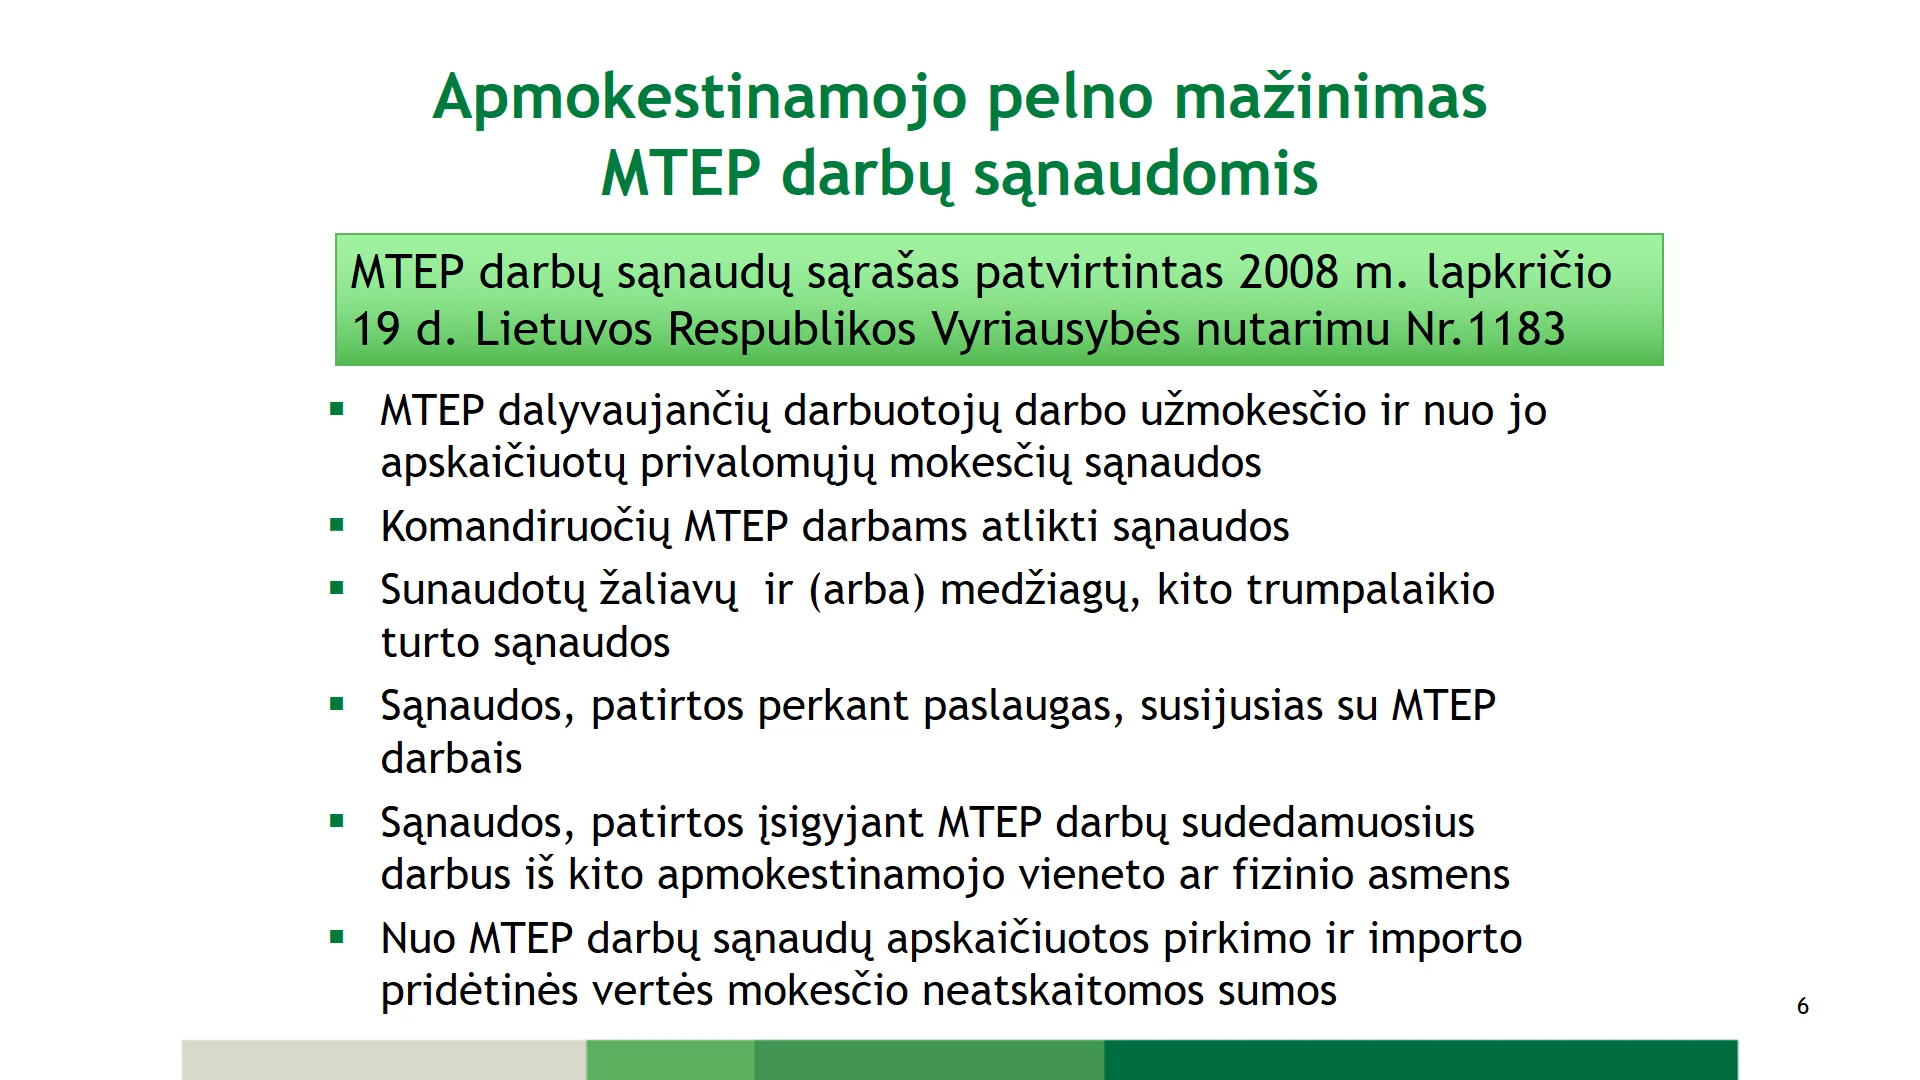 Apmokestinamojo pelno mažinimas
MTEP darbų sąnaudomis
MTEP darbų sąnaudų sąrašas patvirtintas 2008 m. lapkričio
19 d. Lietuvos Respublikos Vyriausybės nutarimu Nr.1183
▪ MTEP dalyvaujančių darbuotojų darbo užmokesčio ir nuo jo
apskaičiuotų privalomųjų mokesčių sąnaudos
▪ Komandiruočių MTEP darbams atlikti sąnaudos
▪ Sunaudotų žaliavų  ir (arba) medžiagų, kito trumpalaikio
turto sąnaudos
▪ Sąnaudos, patirtos perkant paslaugas, susijusias su MTEP
darbais
▪ Sąnaudos, patirtos įsigyjant MTEP darbų sudedamuosius
darbus iš kito apmokestinamojo vieneto ar fizinio asmens
▪ Nuo MTEP darbų sąnaudų apskaičiuotos pirkimo ir importo
pridėtinės vertės mokesčio neatskaitomos sumos
6